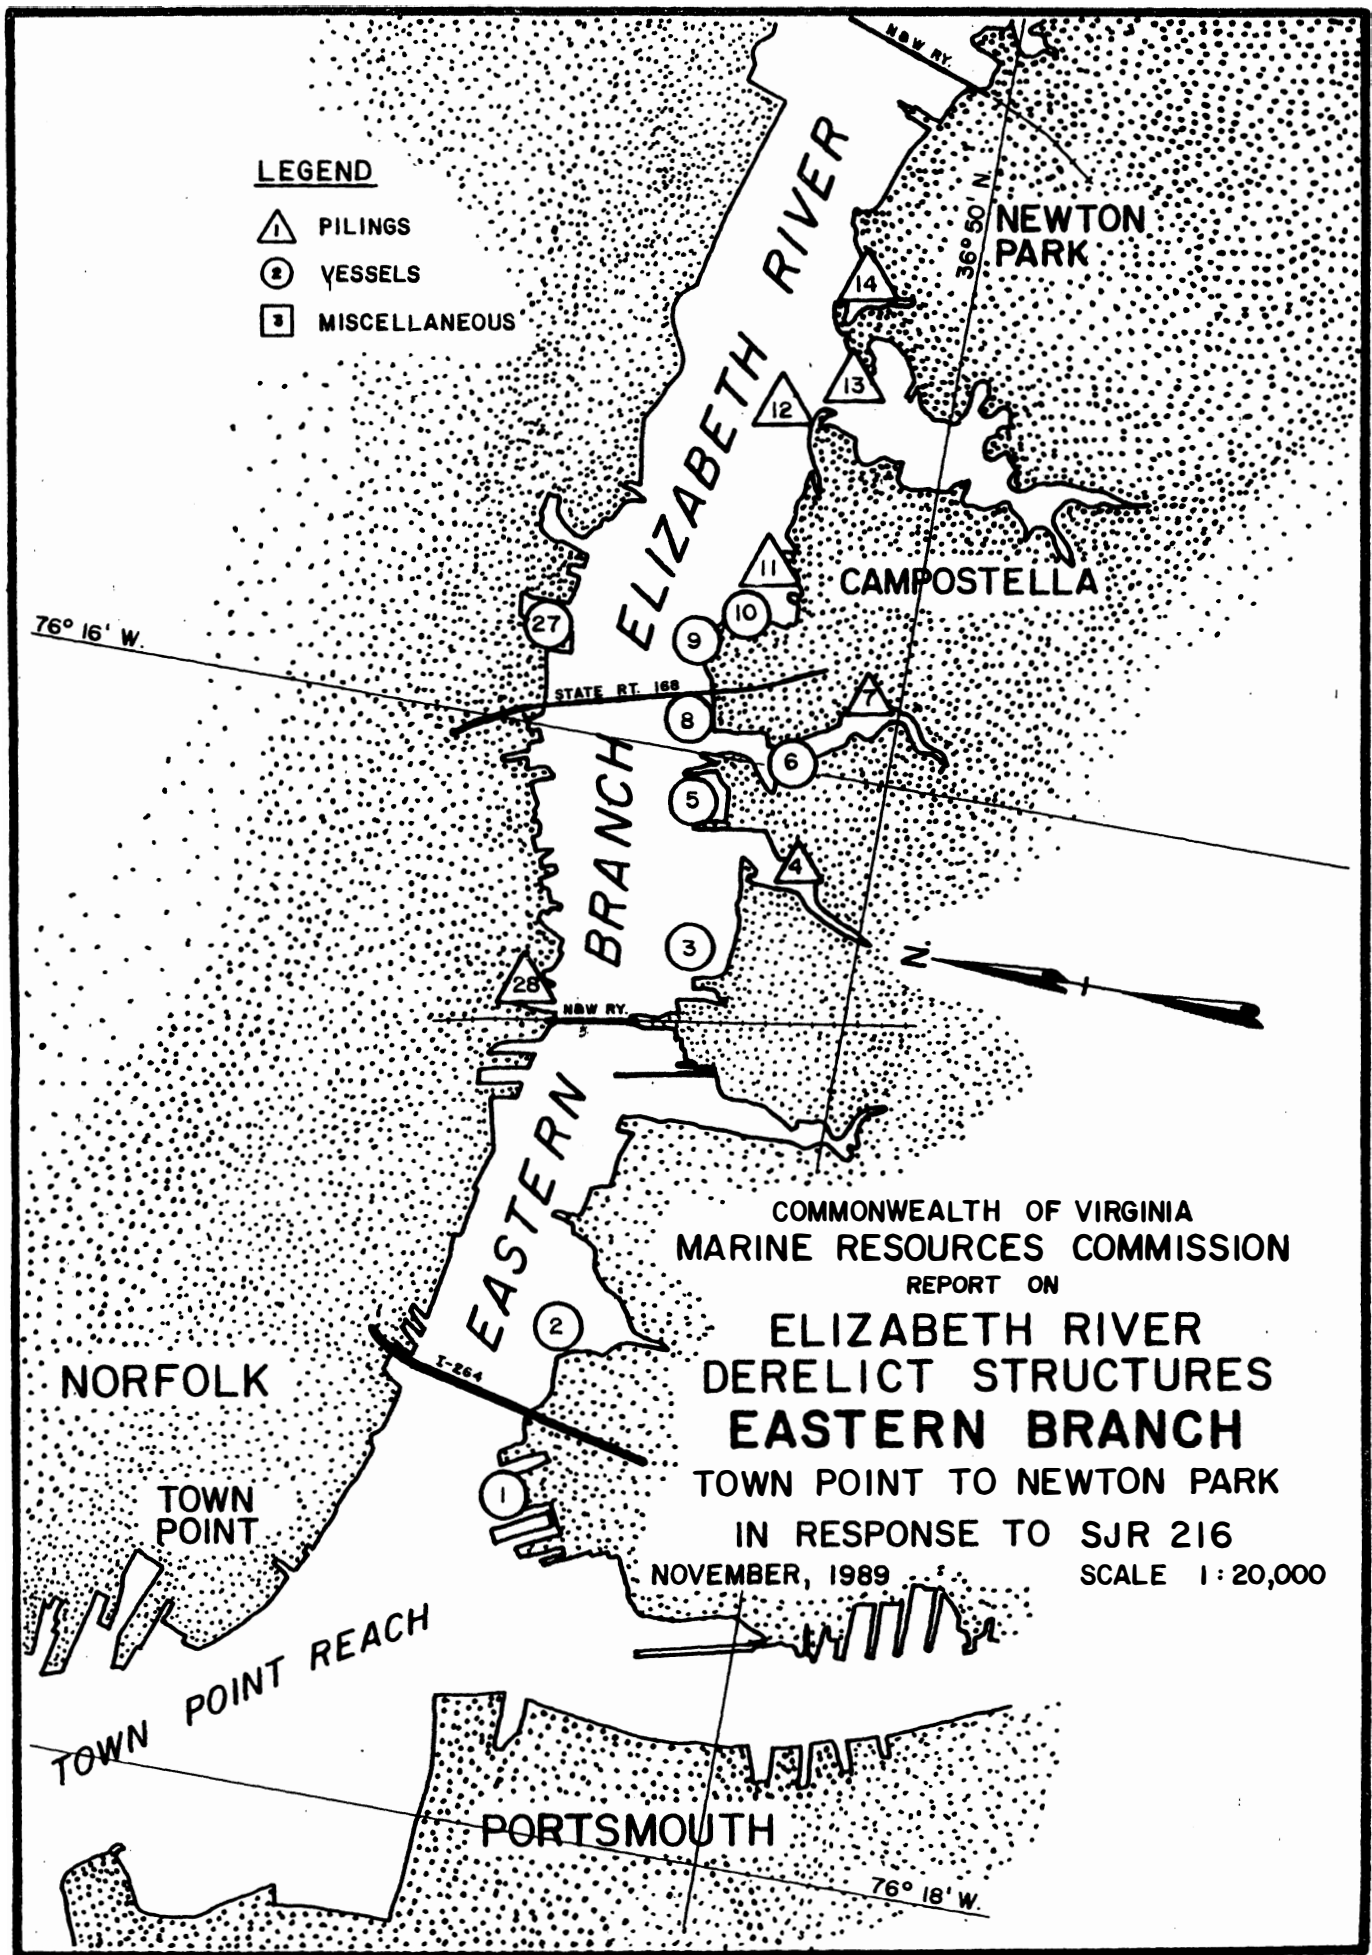 N&W RY.
LEGEND
1 PILINGS
2 VESSELS
3 MISCELLANEOUS
ELIZABETH RIVER
36° 50' N.
NEWTON
PARK
14
13
12
11
CAMPOSTELLA
10
9
27
76° 16' W.
STATE RT. 168
8
7
6
5
4
3
BRANCH
28
N&W RY.
N.
EASTERN
2
I-264
1
COMMONWEALTH OF VIRGINIA
MARINE RESOURCES COMMISSION
REPORT ON
ELIZABETH RIVER
DERELICT STRUCTURES
EASTERN BRANCH
TOWN POINT TO NEWTON PARK
IN RESPONSE TO SJR 216
NOVEMBER, 1989 SCALE 1:20,000
NORFOLK
TOWN
POINT
TOWN POINT REACH
PORTSMOUTH
76° 18' W.